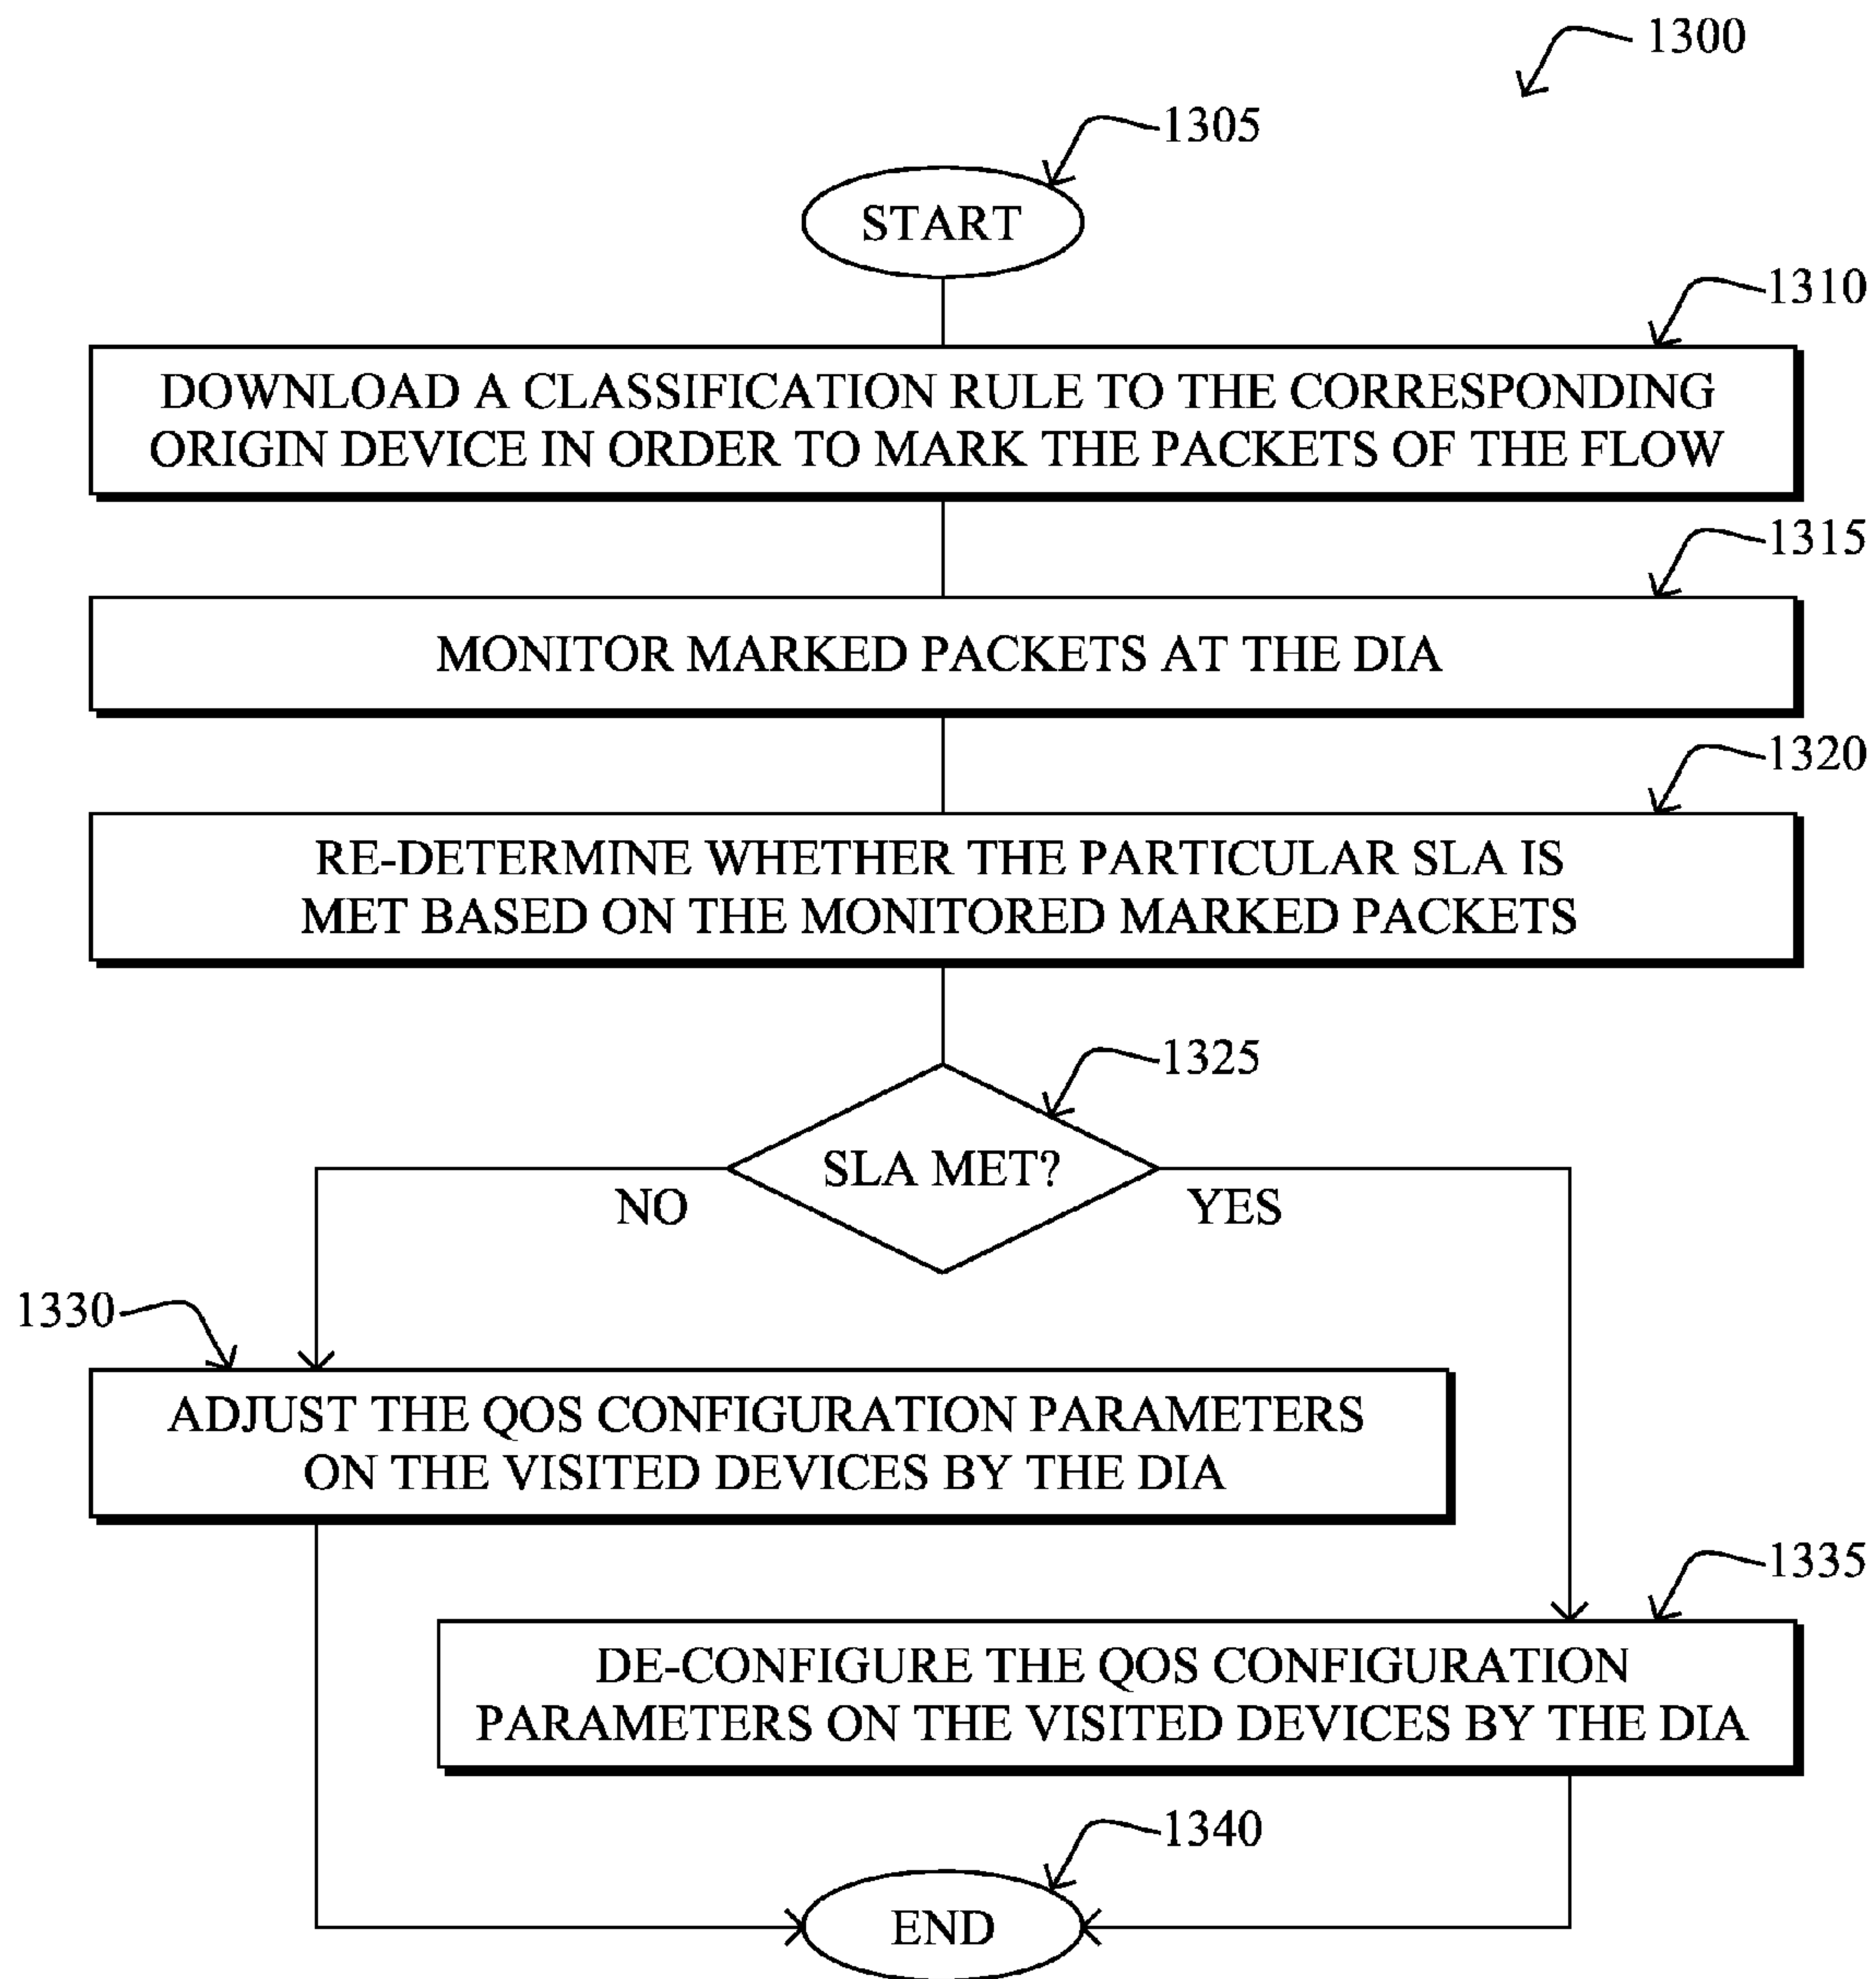 1300
1305
START
1310
DOWNLOAD A CLASSIFICATION RULE TO THE CORRESPONDING
ORIGIN DEVICE IN ORDER TO MARK THE PACKETS OF THE FLOW
1315
MONITOR MARKED PACKETS AT THE DIA
1320
RE-DETERMINE WHETHER THE PARTICULAR SLA IS
MET BASED ON THE MONITORED MARKED PACKETS
1325
SLA MET?
NO
YES
1330
ADJUST THE QOS CONFIGURATION PARAMETERS
ON THE VISITED DEVICES BY THE DIA
1335
DE-CONFIGURE THE QOS CONFIGURATION
PARAMETERS ON THE VISITED DEVICES BY THE DIA
1340
END